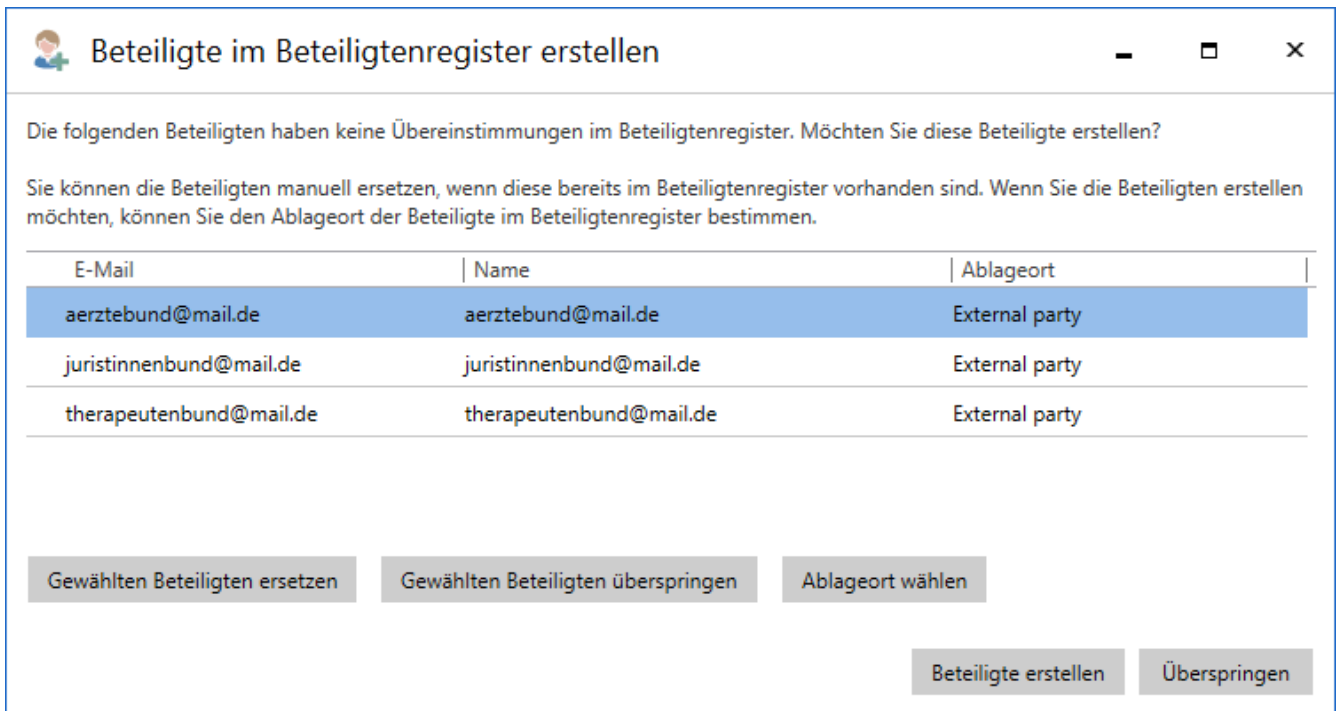 Beteiligte im Beteiligtenregister erstellen
Die folgenden Beteiligten haben keine Übereinstimmungen im Beteiligtenregister. Möchten Sie diese Beteiligte erstellen?
Sie können die Beteiligten manuell ersetzen, wenn diese bereits im Beteiligtenregister vorhanden sind. Wenn Sie die Beteiligten erstellen
möchten, können Sie den Ablageort der Beteiligte im Beteiligtenregister bestimmen.
E-Mail Name Ablageort
aerztebund@mail.de aerztebund@mail.de External party
juristinnenbund@mail.de juristinnenbund@mail.de External party
therapeutenbund@mail.de therapeutenbund@mail.de External party
Gewählten Beteiligten ersetzen Gewählten Beteiligten überspringen Ablageort wählen
Beteiligte erstellen Überspringen